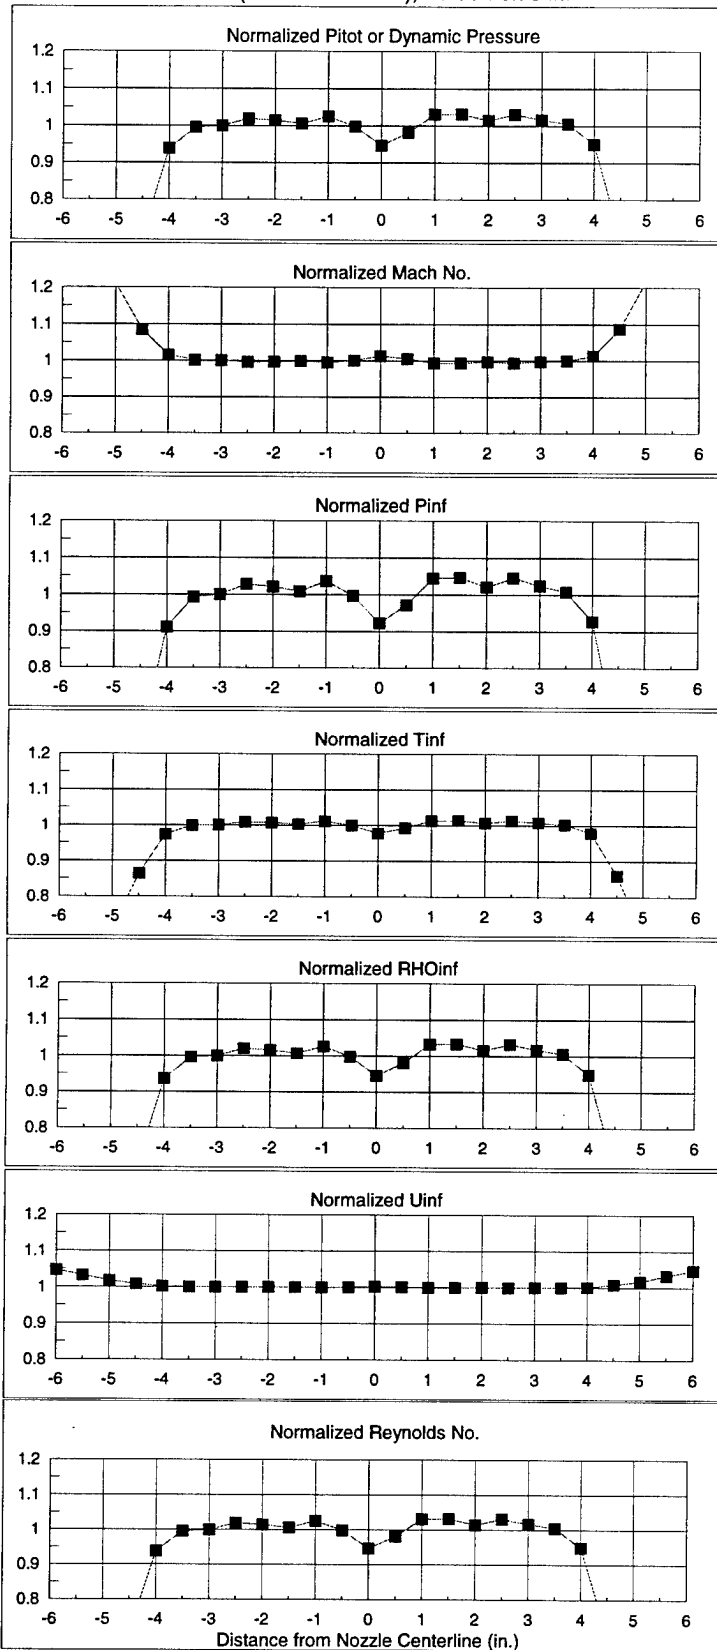 Normalized Pitot or Dynamic Pressure
1.2
1.1
1
0.9
0.8
-6 -5 -4 -3 -2 -1 0 1 2 3 4 5 6
Normalized Mach No.
1.2
1.1
1
0.9
0.8
-6 -5 -4 -3 -2 -1 0 1 2 3 4 5 6
Normalized Pinf
1.2
1.1
1
0.9
0.8
-6 -5 -4 -3 -2 -1 0 1 2 3 4 5 6
Normalized Tinf
1.2
1.1
1
0.9
0.8
-6 -5 -4 -3 -2 -1 0 1 2 3 4 5 6
Normalized RHOinf
1.2
1.1
1
0.9
0.8
-6 -5 -4 -3 -2 -1 0 1 2 3 4 5 6
Normalized Uinf
1.2
1.1
1
0.9
0.8
-6 -5 -4 -3 -2 -1 0 1 2 3 4 5 6
Normalized Reynolds No.
1.2
1.1
1
0.9
0.8
-6 -5 -4 -3 -2 -1 0 1 2 3 4 5 6
Distance from Nozzle Centerline (in.)